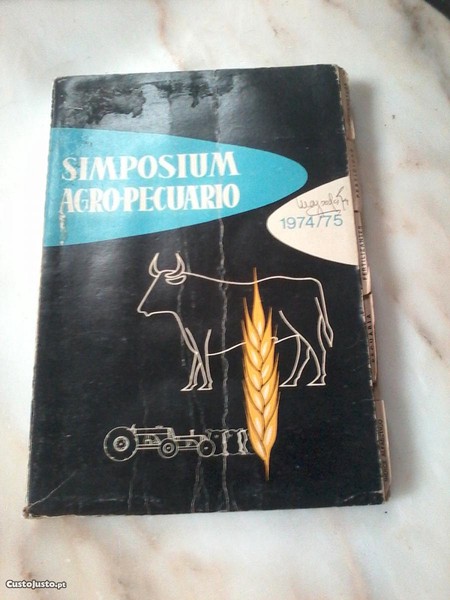 SIMPOSIUM
AGRO-PECUARIO
1974/75
Custojusto.pt